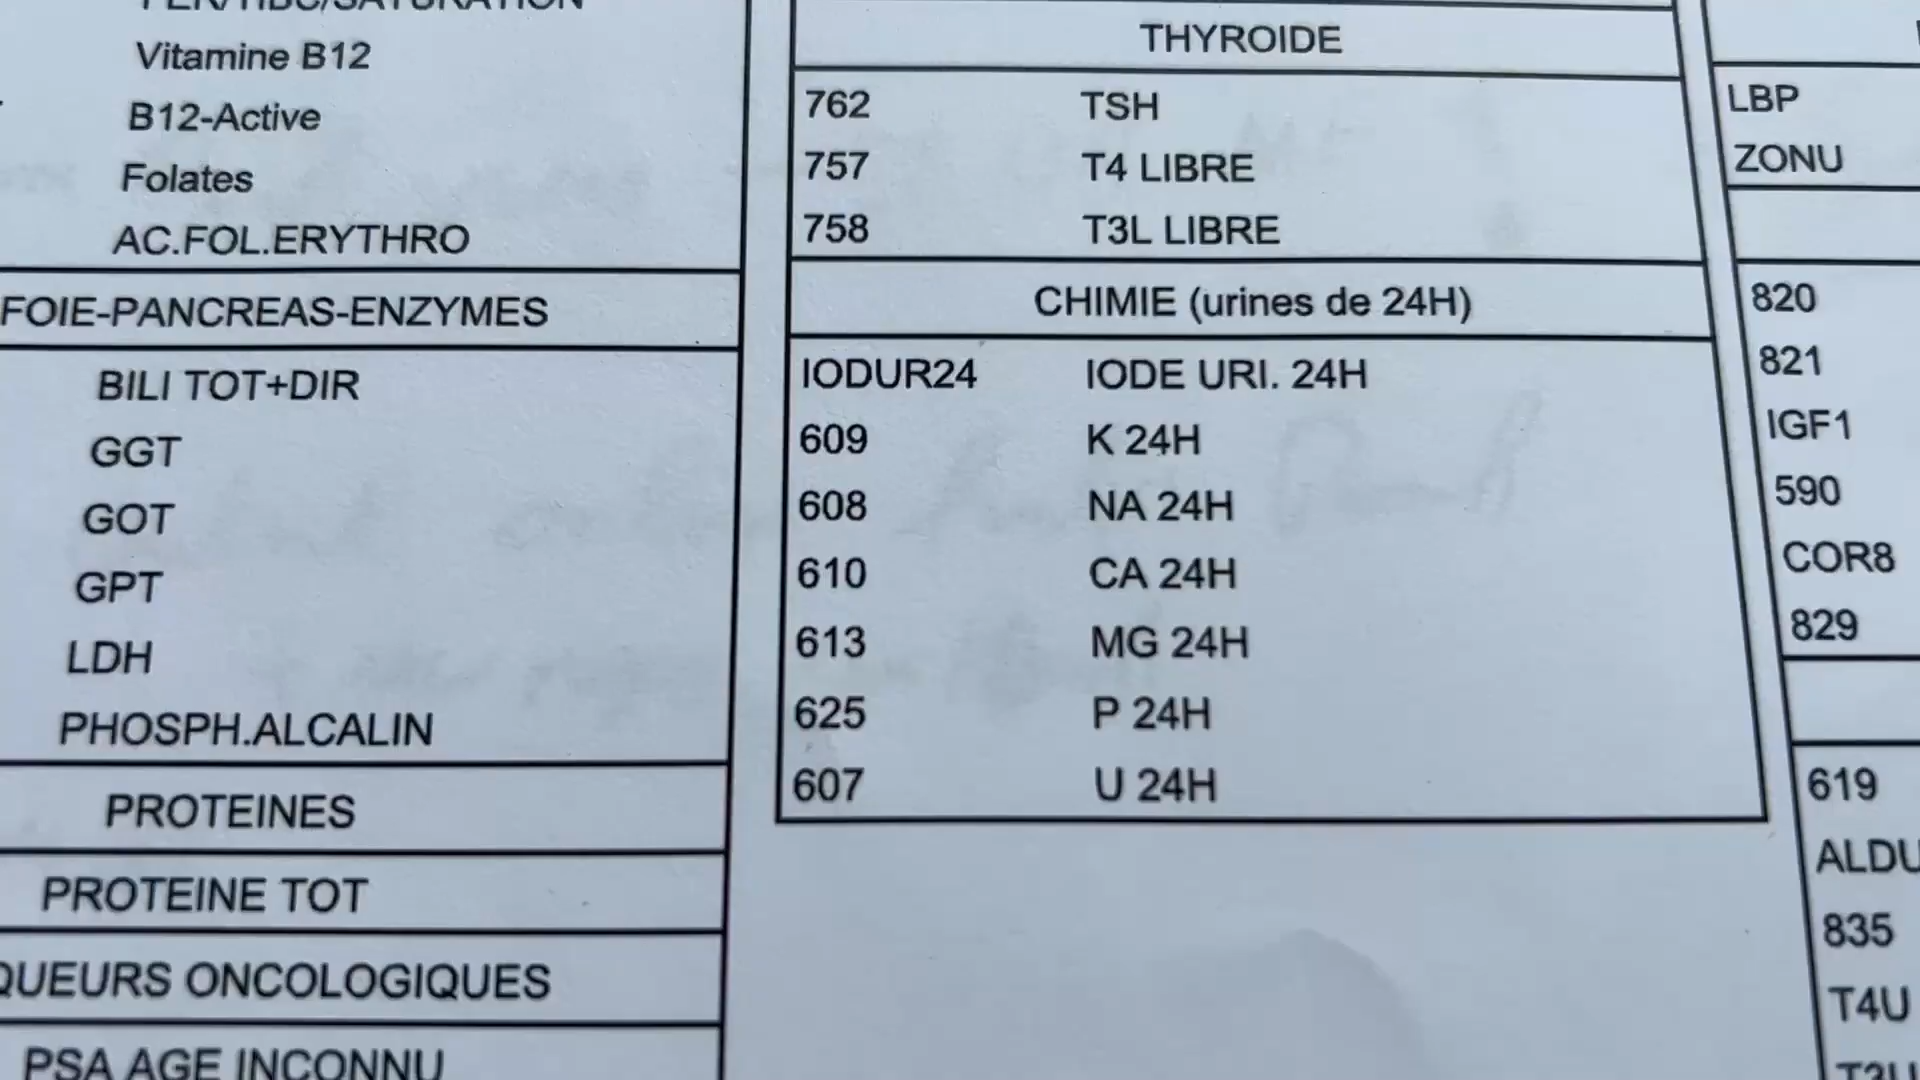 Vitamine B12
B12-Active
Folates
AC.FOL.ERYTHRO
FOIE-PANCREAS-ENZYMES
BILI TOT+DIR
GGT
GOT
GPT
LDH
PHOSPH.ALCALIN
PROTEINES
PROTEINE TOT
QUEURS ONCOLOGIQUES
PSA AGE INCONNU
THYROIDE
762 TSH
757 T4 LIBRE
758 T3L LIBRE
CHIMIE (urines de 24H)
IODUR24 IODE URI. 24H
609 K 24H
608 NA 24H
610 CA 24H
613 MG 24H
625 P 24H
607 U 24H
LBP
ZONU
820
821
IGF1
590
COR8
829
619
ALDU
835
T4U